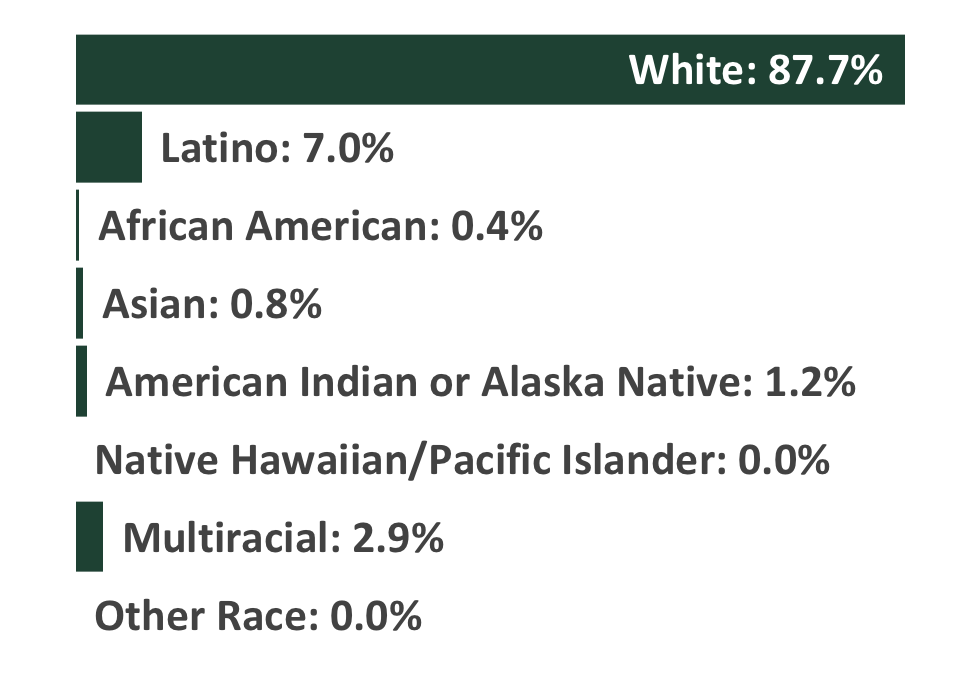 White: 87.7%
Latino: 7.0%
African American: 0.4%
Asian: 0.8%
American Indian or Alaska Native: 1.2%
Native Hawaiian/Pacific Islander: 0.0%
Multiracial: 2.9%
Other Race: 0.0%